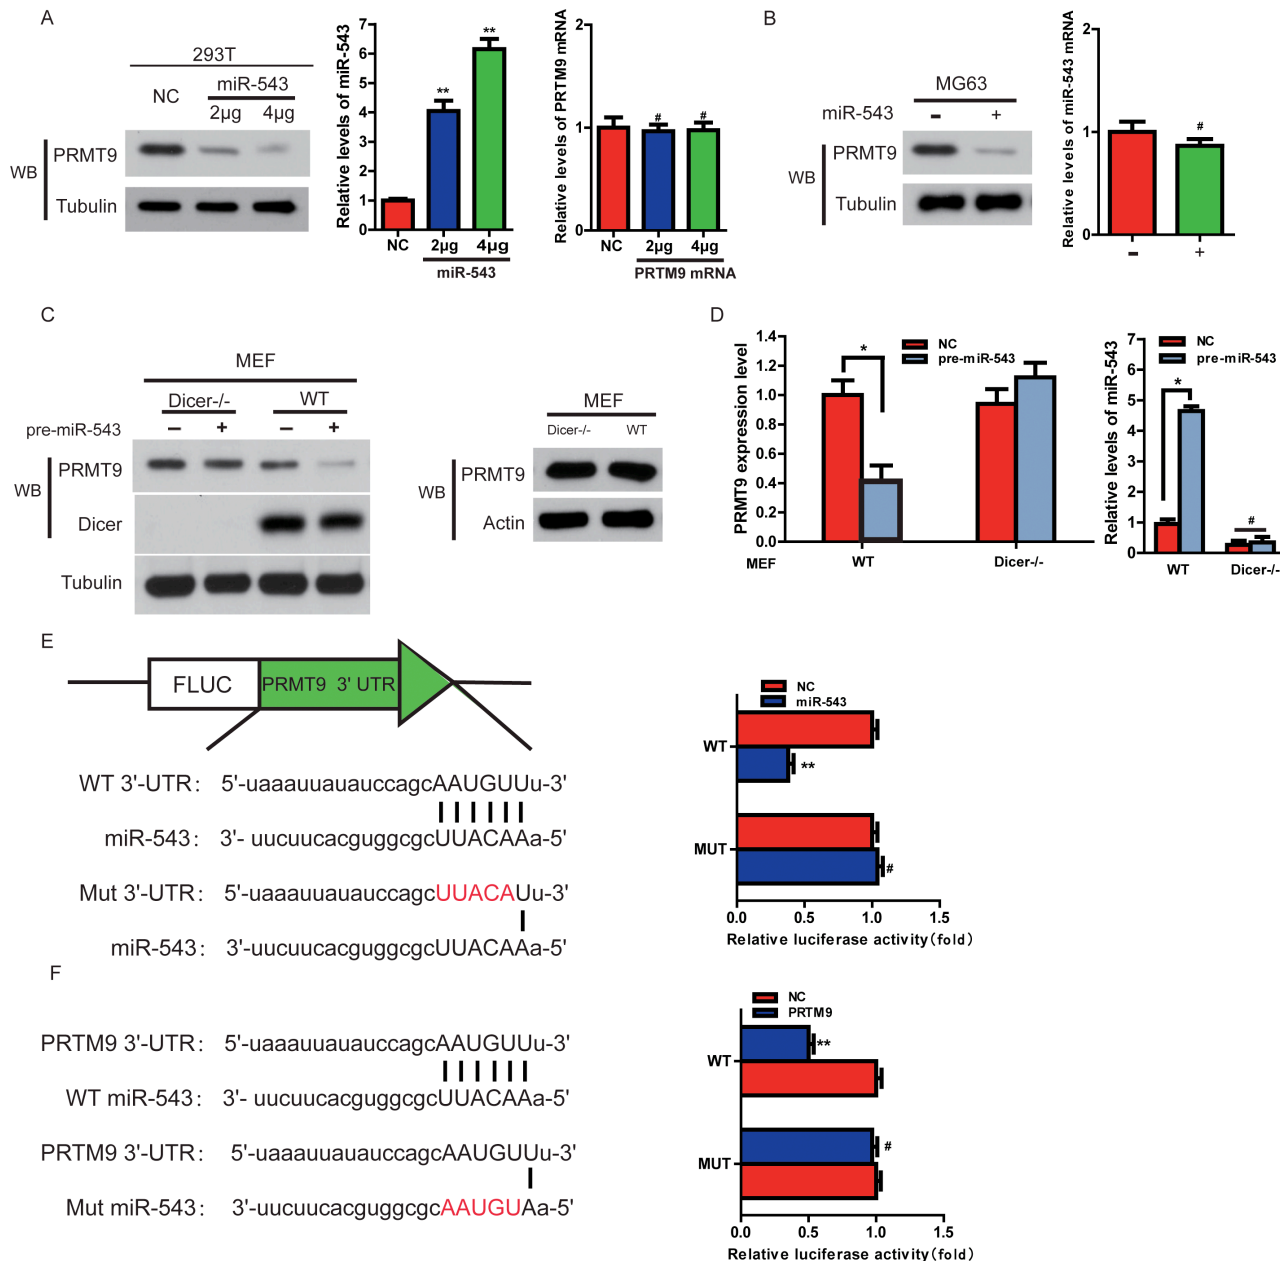 A
293T
NC
miR-543
2µg
4µg
WB
PRMT9
Tubulin
Relative levels of miR-543
7
6
5
4
3
2
1
0
**
**
NC
2µg
4µg
miR-543
Relative levels of PRTM9 mRNA
2
1
0
#
#
NC
2µg
4µg
PRTM9 mRNA
B
MG63
miR-543
-
+
WB
PRMT9
Tubulin
Relative levels of miR-543 mRNA
2
1
0
#
-
+
C
MEF
Dicer-/-
WT
pre-miR-543
-
+
-
+
WB
PRMT9
Dicer
Tubulin
MEF
Dicer-/-
WT
WB
PRMT9
Actin
D
PRMT9 expression level
1.4
1.2
1.0
0.8
0.6
0.4
0.2
0.0
*
NC
pre-miR-543
MEF
WT
Dicer-/-
Relative levels of miR-543
7
6
5
4
3
2
1
0
NC
pre-miR-543
*
#
WT
Dicer-/-
E
FLUC
PRMT9 3' UTR
WT 3'-UTR: 5'-uaaauuauauccagcAAUGUUu-3'
miR-543: 3'- uucuucacguggcgcUUACAAa-5'
Mut 3'-UTR: 5'-uaaauuauauccagcUUACAUu-3'
miR-543: 3'-uucuucacguggcgcUUACAAa-5'
NC
miR-543
WT
**
MUT
#
0.0
0.5
1.0
1.5
Relative luciferase activity(fold)
F
PRTM9 3'-UTR: 5'-uaaauuauauccagcAAUGUUu-3'
WT miR-543: 3'- uucuucacguggcgcUUACAAa-5'
PRTM9 3'-UTR: 5'-uaaauuauauccagcAAUGUUu-3'
Mut miR-543: 3'-uucuucacguggcgcAAUGUAa-5'
NC
PRTM9
WT
**
MUT
#
0.0
0.5
1.0
1.5
Relative luciferase activity(fold)